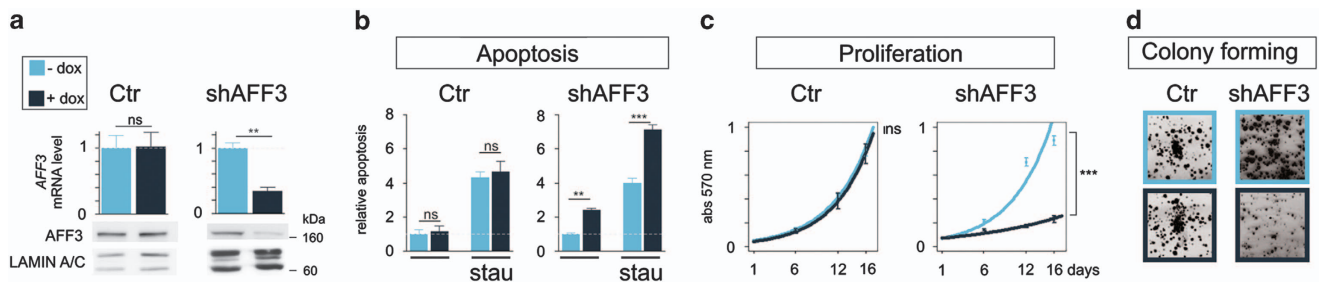 a
- dox
+ dox
Ctr
shAFF3
ns
**
AFF3
mRNA level
1
0
1
0
kDa
AFF3
160
LAMIN A/C
60
b
Apoptosis
Ctr
shAFF3
relative apoptosis
8
6
4
2
0
ns
ns
stau
8
6
4
2
0
**
***
stau
c
Proliferation
Ctr
shAFF3
abs 570 nm
1
0
ns
1 6 12 16
1
0
***
1 6 12 16 days
d
Colony forming
Ctr
shAFF3